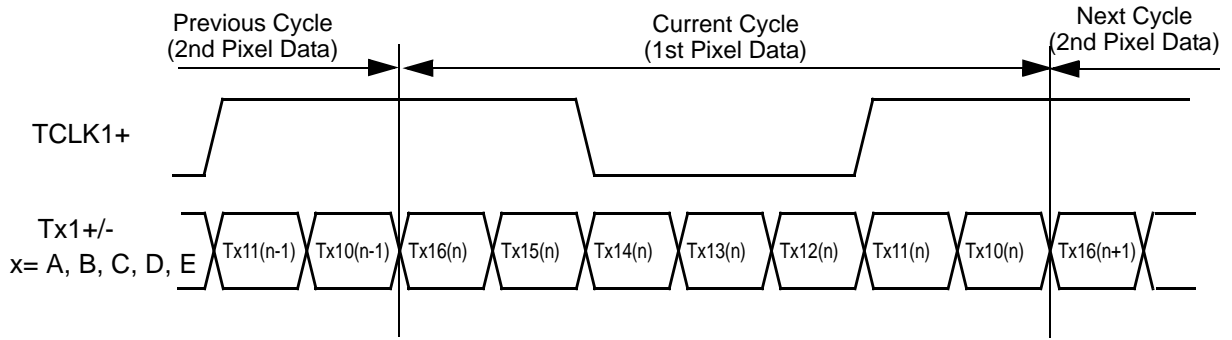 Previous Cycle
(2nd Pixel Data)
Current Cycle
(1st Pixel Data)
Next Cycle
(2nd Pixel Data)
TCLK1+
Tx1+/-
x= A, B, C, D, E
Tx11(n-1)
Tx10(n-1)
Tx16(n)
Tx15(n)
Tx14(n)
Tx13(n)
Tx12(n)
Tx11(n)
Tx10(n)
Tx16(n+1)